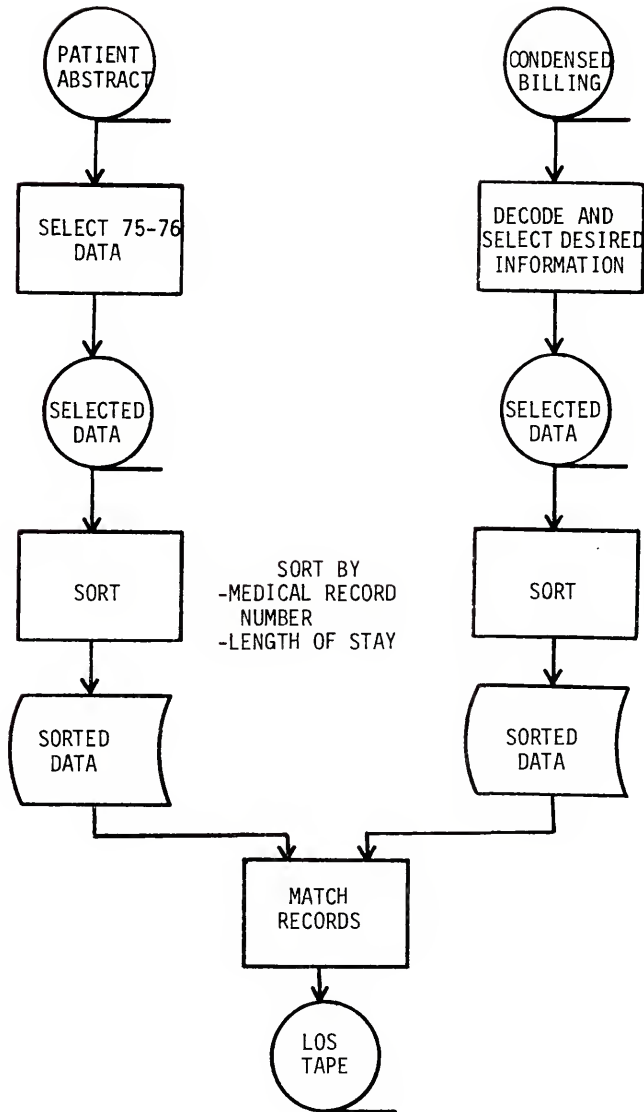 PATIENT
ABSTRACT
CONDENSED
BILLING
SELECT 75-76
DATA
DECODE AND
SELECT DESIRED
INFORMATION
SELECTED
DATA
SELECTED
DATA
SORT
SORT BY
-MEDICAL RECORD
NUMBER
-LENGTH OF STAY
SORT
SORTED
DATA
SORTED
DATA
MATCH
RECORDS
LOS
TAPE